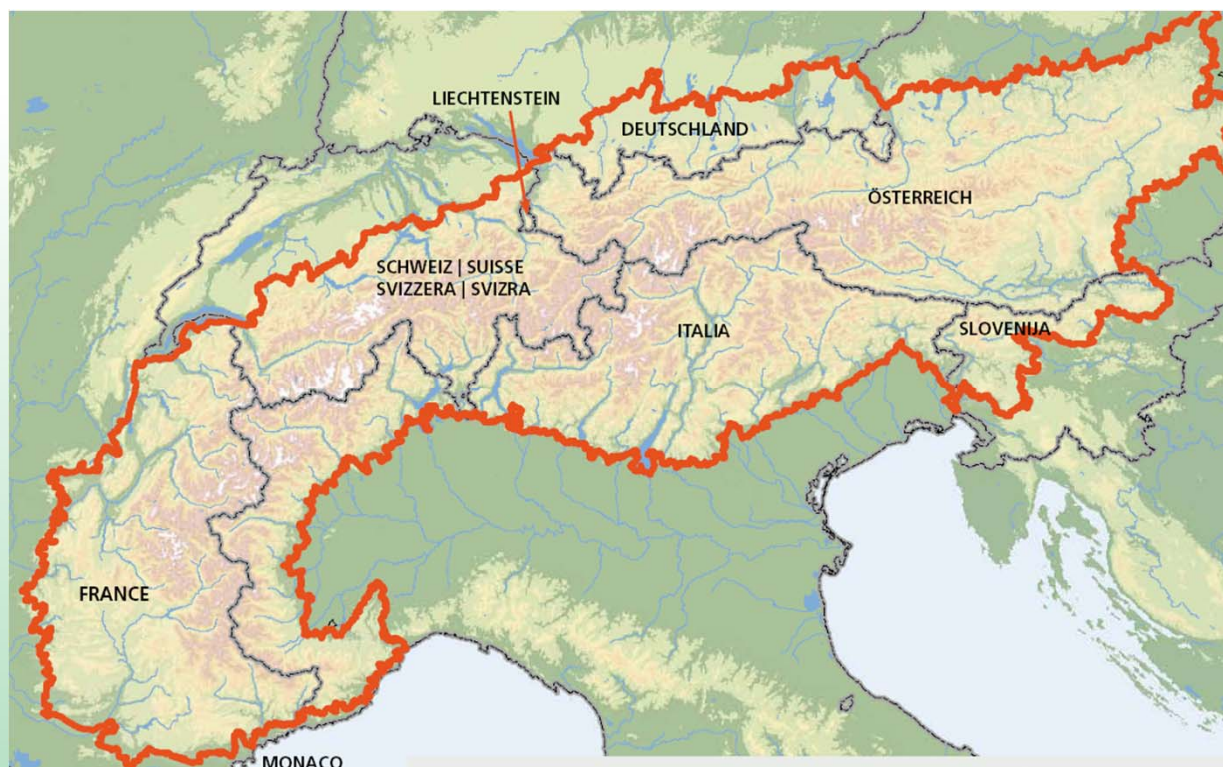 LIECHTENSTEIN
DEUTSCHLAND
ÖSTERREICH
SCHWEIZ | SUISSE
SVIZZERA | SVIZRA
ITALIA
SLOVENIJA
FRANCE
MONACO